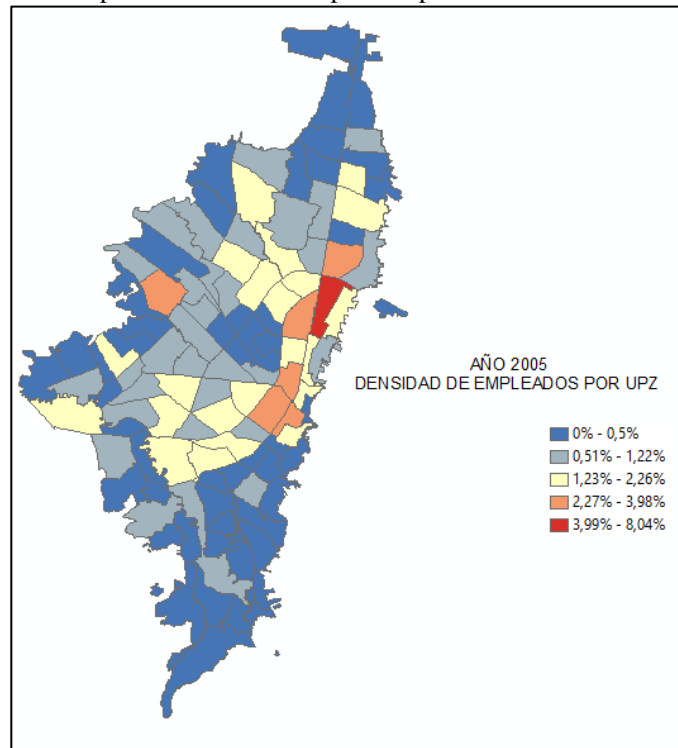 AÑO 2005
DENSIDAD DE EMPLEADOS POR UPZ
0% - 0,5%
0,51% - 1,22%
1,23% - 2,26%
2,27% - 3,98%
3,99% - 8,04%